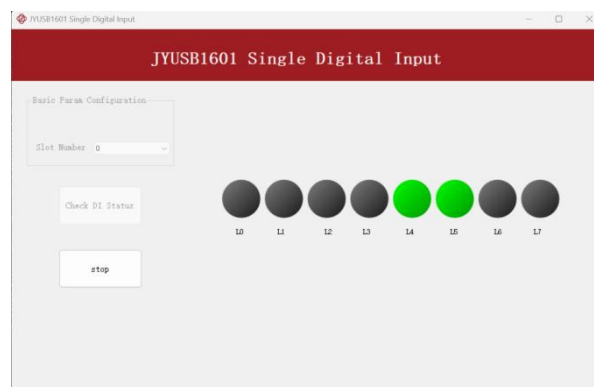 JYUSB1601 Single Digital Input
JYUSB1601 Single Digital Input
Basic Param Configuration
Slot Number 0
Check DI Status
L0 L1 L2 L3 L4 L5 L6 L7
stop